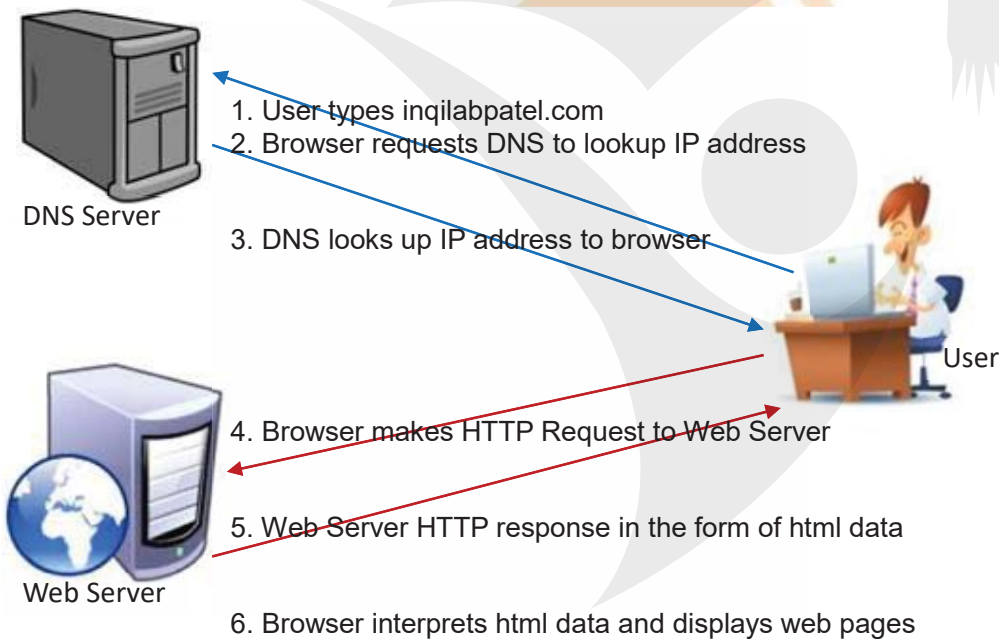 1. User types inqilabpatel.com
2. Browser requests DNS to lookup IP address
DNS Server
3. DNS looks up IP address to browser
User
4. Browser makes HTTP Request to Web Server
5. Web Server HTTP response in the form of html data
Web Server
6. Browser interprets html data and displays web pages